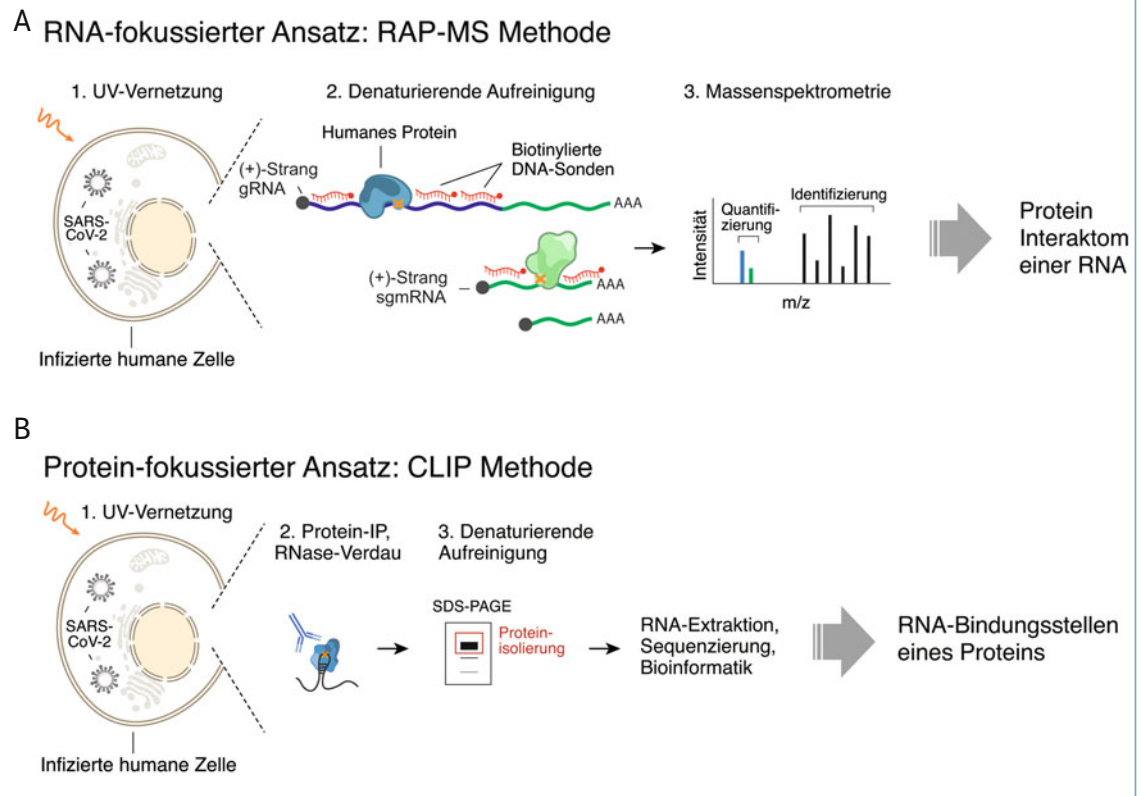 A
RNA-fokussierter Ansatz: RAP-MS Methode
1. UV-Vernetzung
2. Denaturierende Aufreinigung
3. Massenspektrometrie
Humanes Protein
Biotinylierte
DNA-Sonden
(+)-Strang
gRNA
AAA
SARS-
CoV-2
(+)-Strang
sgmRNA
AAA
AAA
Infizierte humane Zelle
Intensität
Quantifi-
zierung
Identifizierung
m/z
Protein
Interaktom
einer RNA
B
Protein-fokussierter Ansatz: CLIP Methode
1. UV-Vernetzung
2. Protein-IP,
RNase-Verdau
3. Denaturierende
Aufreinigung
SARS-
CoV-2
Infizierte humane Zelle
SDS-PAGE
Protein-
isolierung
RNA-Extraktion,
Sequenzierung,
Bioinformatik
RNA-Bindungsstellen
eines Proteins